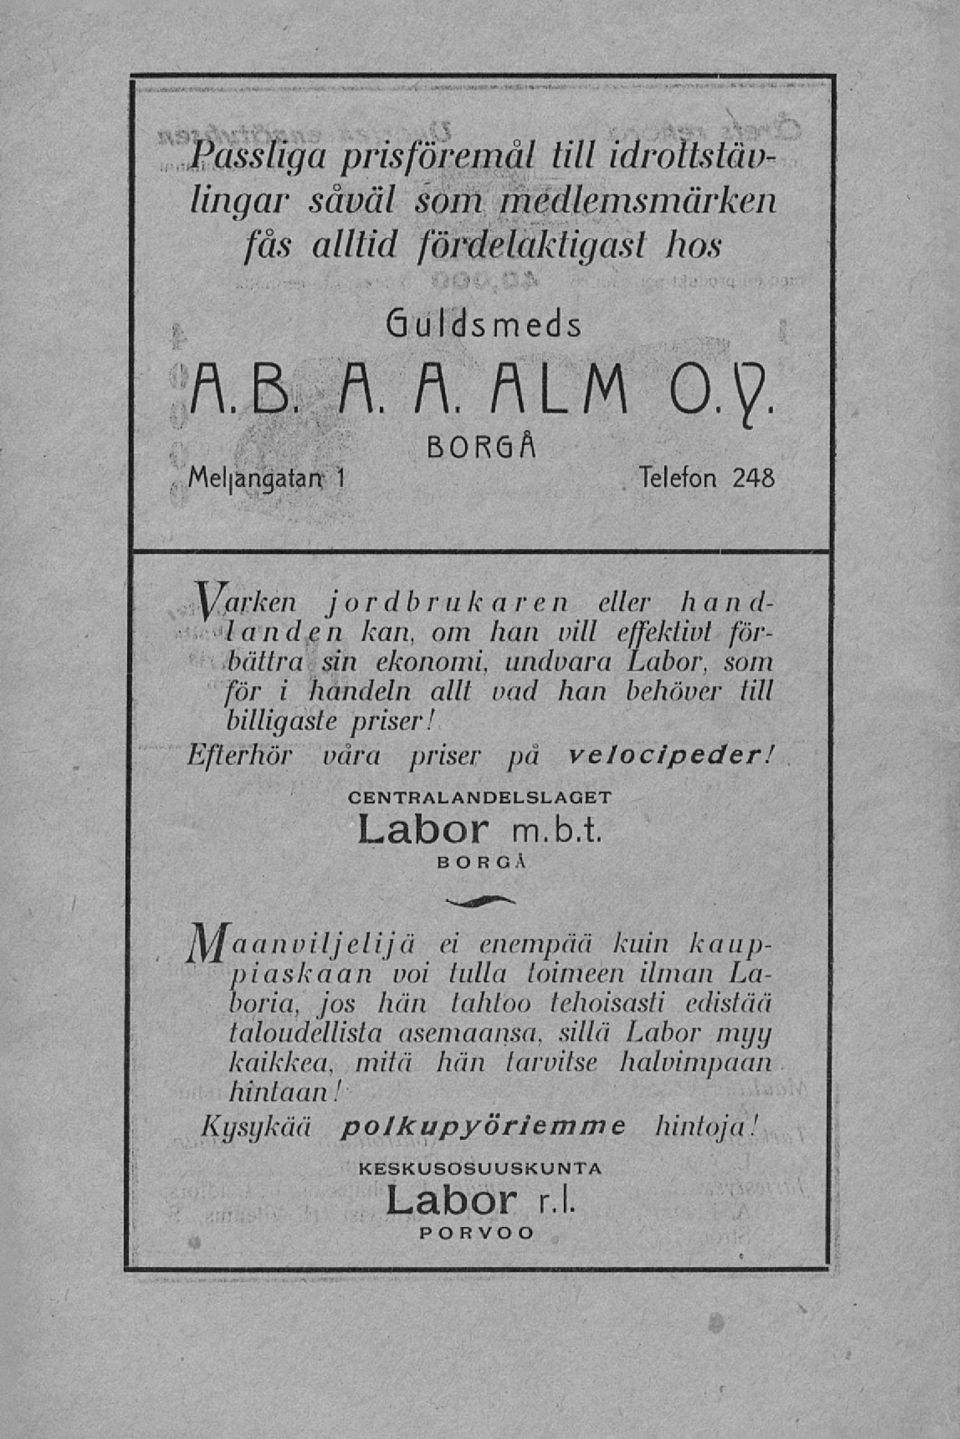 Passliga prisföremål till idrottstäv-
lingar såväl som medlemsmärken
fås alltid fördelaktigast hos
Guldsmeds
A.B. A. A. ALM O.Y.
BORGÅ
Meljangatan 1 Telefon 248
Varken jordbrukaren eller hand-
landen kan, om han vill effektivt för-
bättra sin ekonomi, undvara Labor, som
för i handeln allt vad han behöver till
billigaste priser!
Efterhör våra priser på velocipeder!
CENTRALANDELSLAGET
Labor m.b.t.
BORGÅ
Maanviljelijä ei enempää kuin kaup-
piaskaan voi tulla toimeen ilman La-
boria, jos hän tahtoo tehoisasti edistää
taloudellista asemaansa, sillä Labor myy
kaikkea, mitä hän tarvitse halvimpaan
hintaan!
Kysykää polkupyöriemme hintoja!
KESKUSOSUUSKUNTA
Labor r.l.
PORVOO